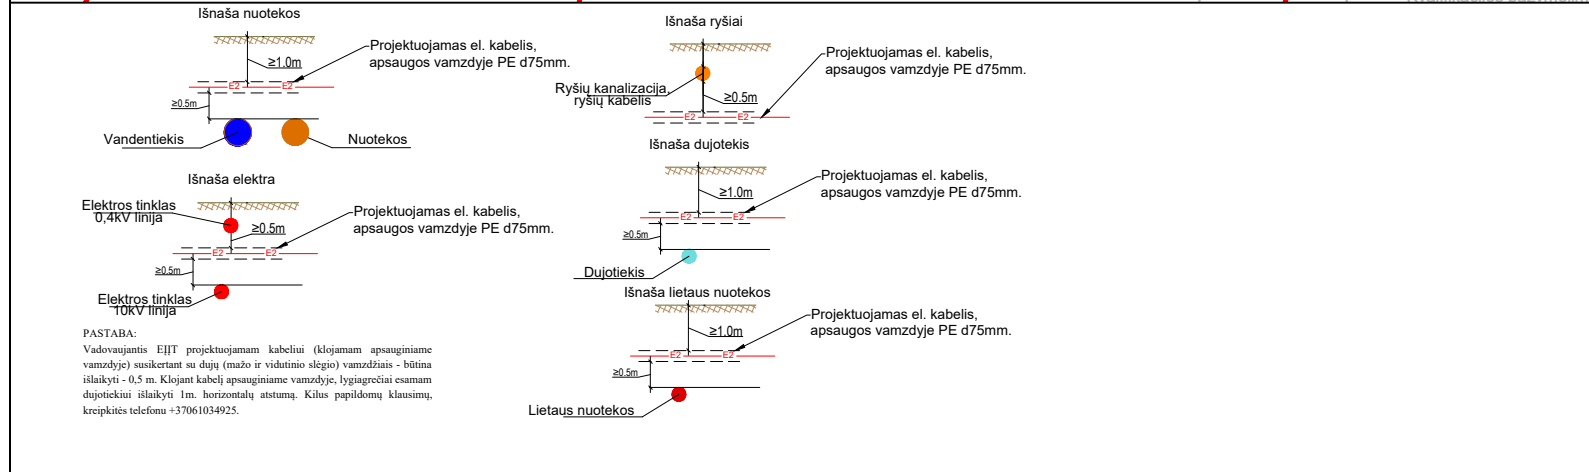 Išnaša nuotekos
≥1.0m
Projektuojamas el. kabelis,
apsaugos vamzdyje PE d75mm.
E2 E2
≥0.5m
Vandentiekis
Nuotekos
Išnaša elektra
Elektros tinklas
0,4kV linija
≥0.5m
Projektuojamas el. kabelis,
apsaugos vamzdyje PE d75mm.
E2 E2
≥0.5m
Elektros tinklas
10kV linija
PASTABA:
Vadovaujantis EĮĮT projektuojamam kabeliui (klojamam apsauginiame
vamzdyje) susikertant su dujų (mažo ir vidutinio slėgio) vamzdžiais - būtina
išlaikyti - 0,5 m. Klojant kabelį apsauginiame vamzdyje, lygiagrečiai esamam
dujotiekiui išlaikyti 1m. horizontalų atstumą. Kilus papildomų klausimų,
kreipkitės telefonu +37061034925.
Išnaša ryšiai
Projektuojamas el. kabelis,
apsaugos vamzdyje PE d75mm.
Ryšių kanalizacija,
ryšių kabelis
≥0.5m
E2 E2
Išnaša dujotekis
≥1.0m
Projektuojamas el. kabelis,
apsaugos vamzdyje PE d75mm.
E2 E2
≥0.5m
Dujotiekis
Išnaša lietaus nuotekos
≥1.0m
Projektuojamas el. kabelis,
apsaugos vamzdyje PE d75mm.
E2 E2
≥0.5m
Lietaus nuotekos